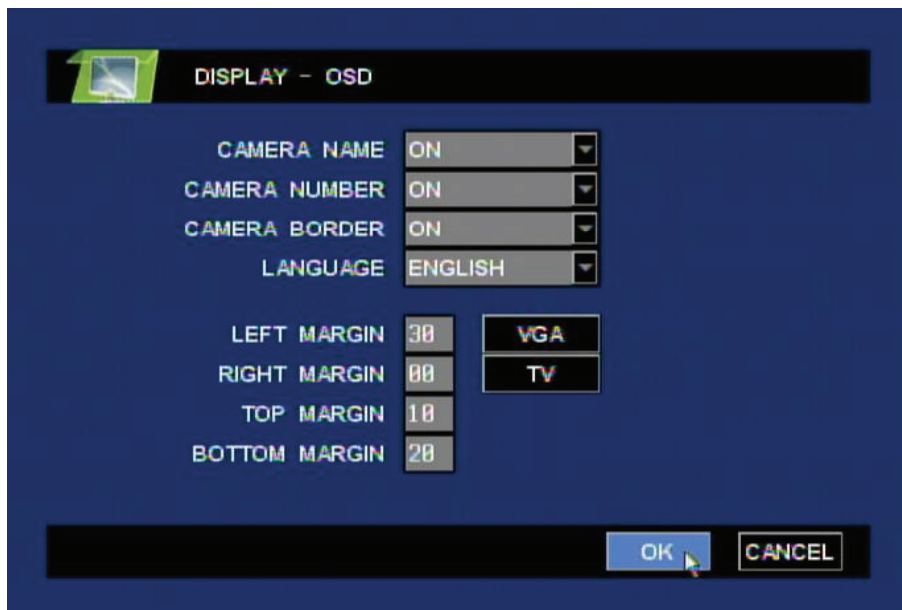 DISPLAY - OSD
CAMERA NAME ON
CAMERA NUMBER ON
CAMERA BORDER ON
LANGUAGE ENGLISH
LEFT MARGIN 30 VGA
RIGHT MARGIN 00 TV
TOP MARGIN 10
BOTTOM MARGIN 20
OK CANCEL